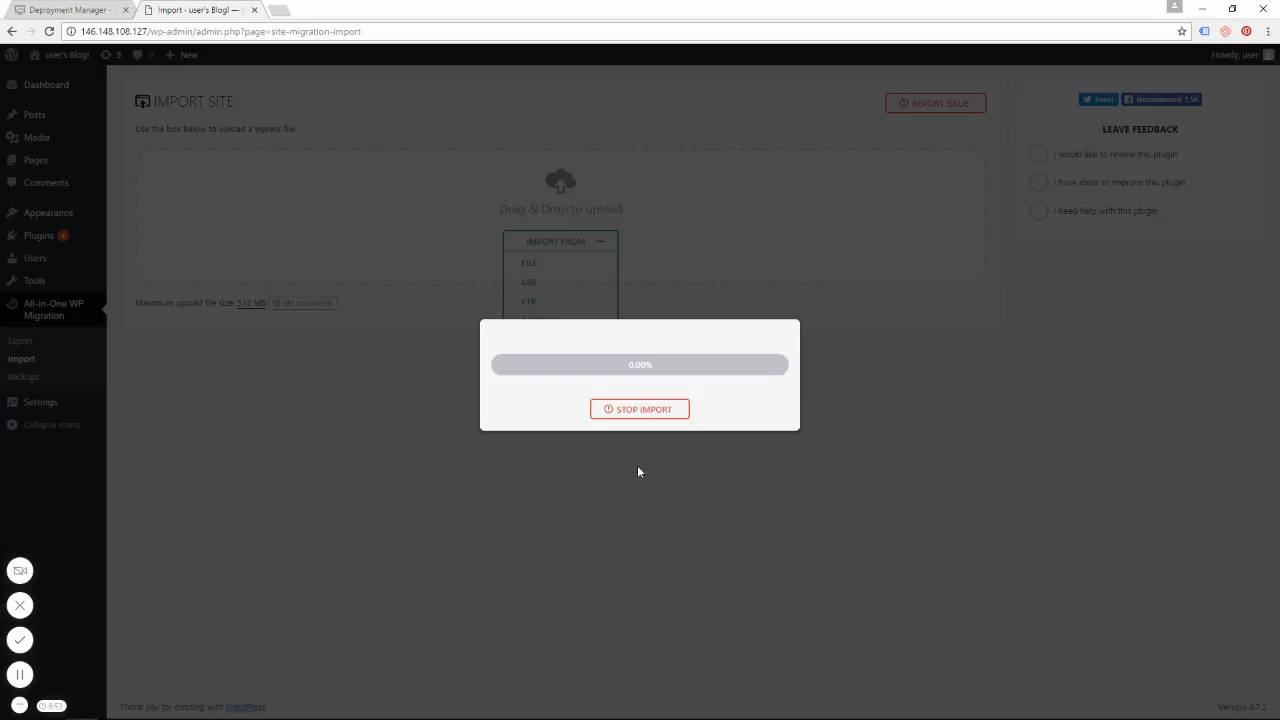 Deployment Manager -
Import ‹ user's Blog! — W
146.148.108.127/wp-admin/admin.php?page=site-migration-import
user's Blog!
5
0
New
Howdy, user
Dashboard
Posts
Media
Pages
Comments
Appearance
Plugins 4
Users
Tools
All-in-One WP
Migration
Export
Import
Backups
Settings
Collapse menu
IMPORT SITE
REPORT ISSUE
Use the box below to upload a wpress file.
Drag & Drop to upload
IMPORT FROM
FILE
URL
FTP
Maximum upload file size: 512 MB
GET UNLIMITED
Tweet
Recommend 1.5K
LEAVE FEEDBACK
I would like to review this plugin
I have ideas to improve this plugin
I need help with this plugin
0.00%
STOP IMPORT
8:53
Thank you for creating with WordPress.